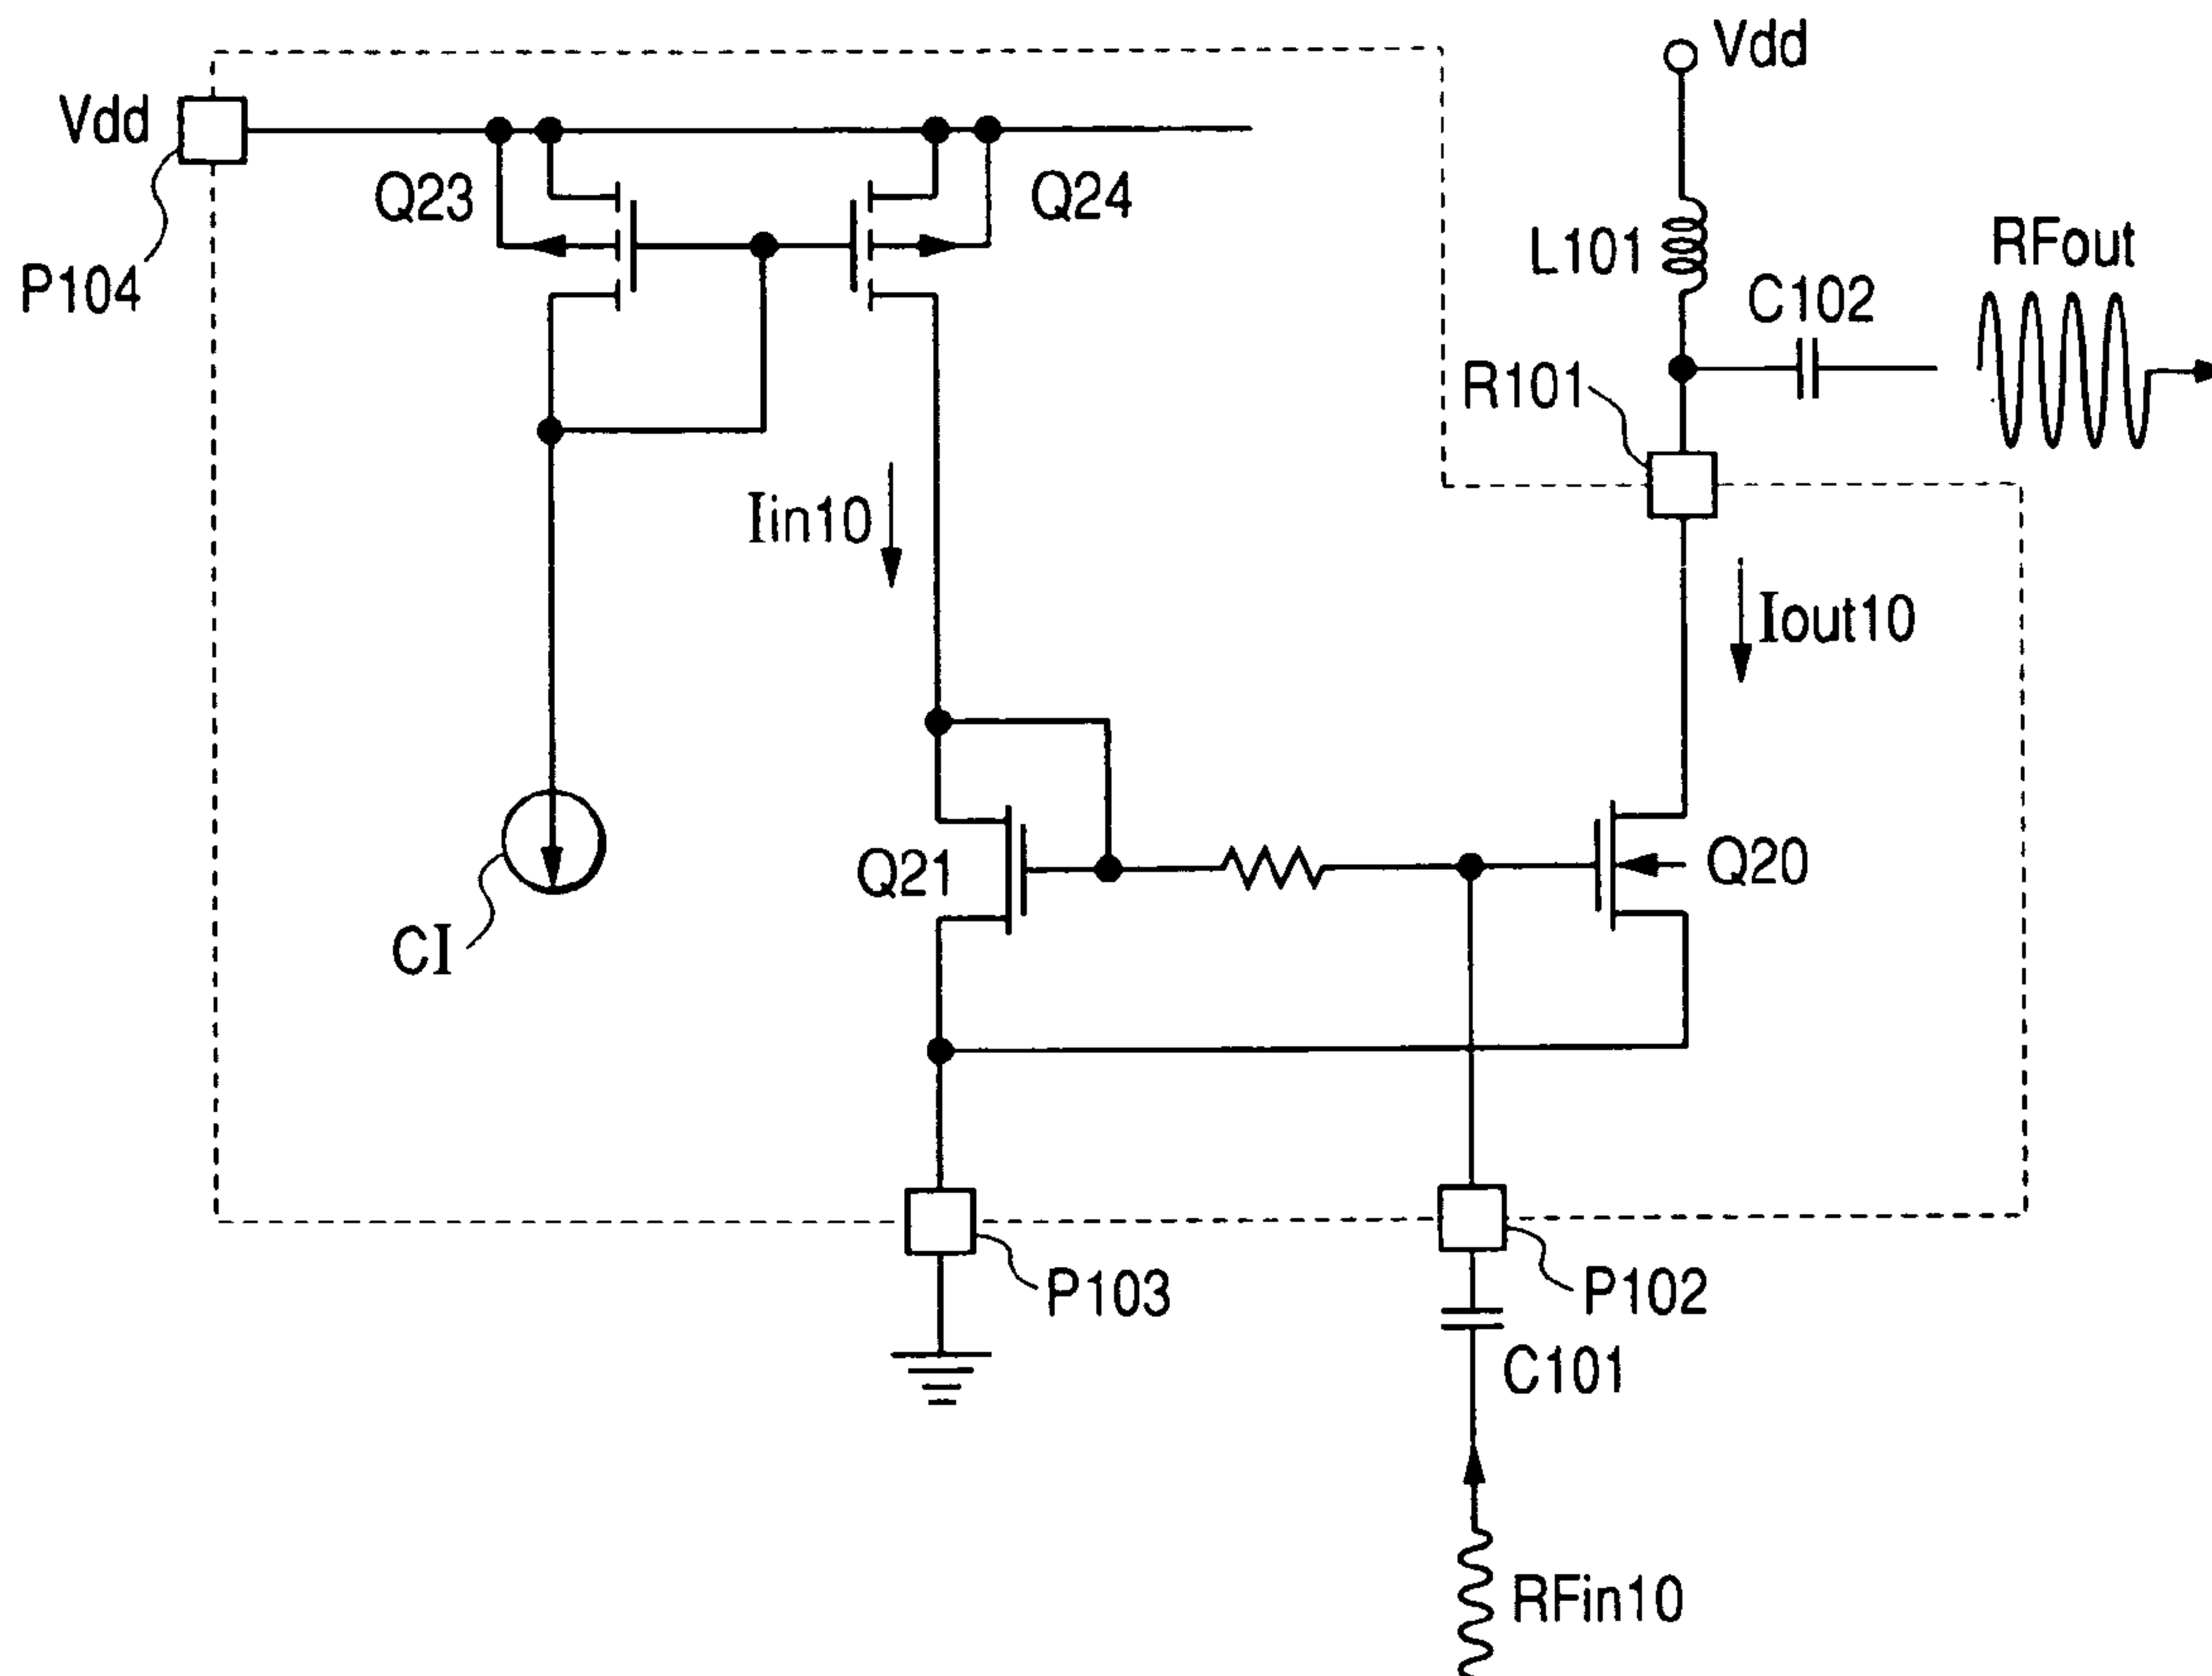 Vdd
Vdd
Q23
Q24
L101
RFout
P104
C102
R101
Iin10
Iout10
Q21
Q20
CI
P103
P102
C101
RFin10